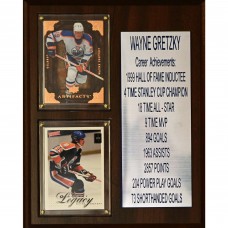 ARTIFACTS
Legacy
WAYNE GRETZKY
Career Achievements:
1999 HALL OF FAME INDUCTEE
4 TIME STANLEY CUP CHAMPION
18 TIME ALL-STAR
9 TIME MVP
894 GOALS
1963 ASSISTS
2857 POINTS
204 POWER PLAY GOALS
73 SHORTHANDED GOALS